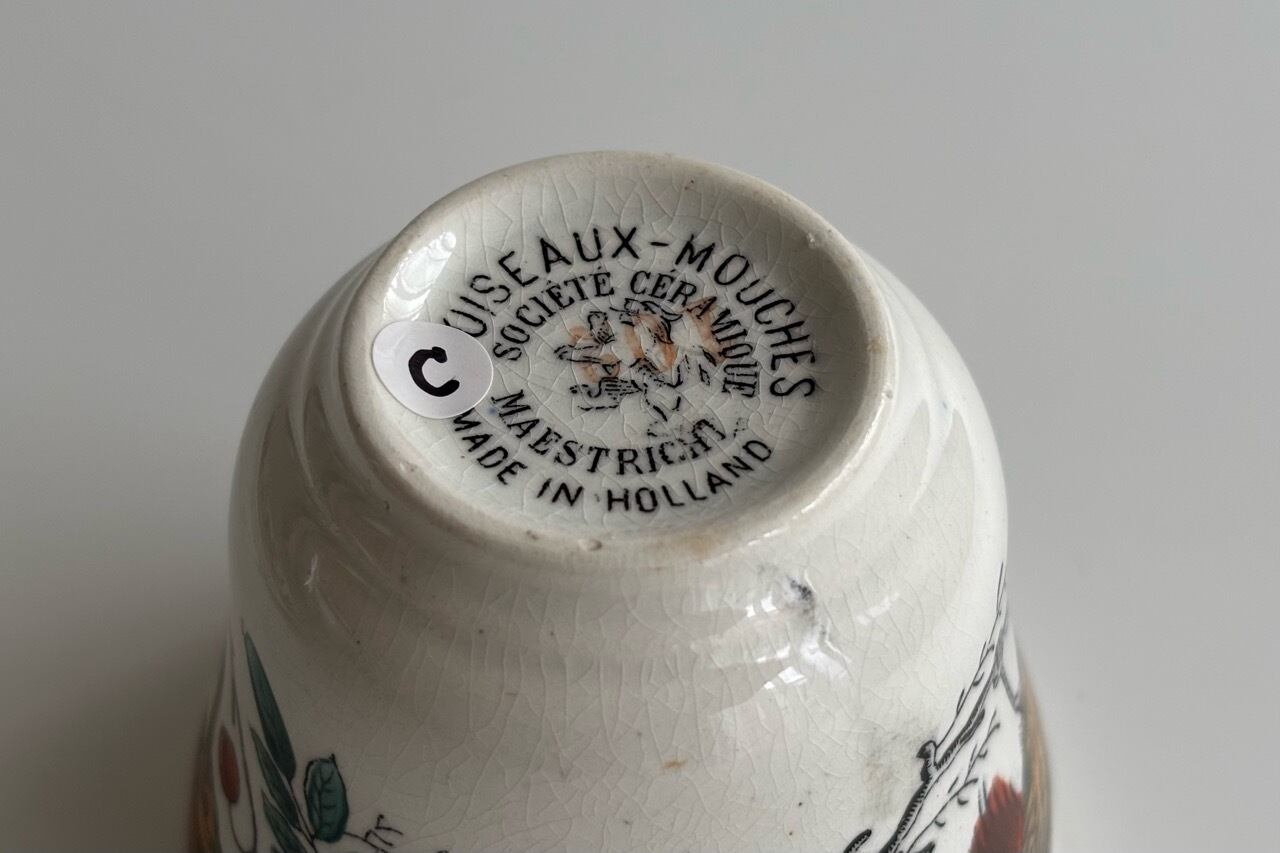 OISEAUX-MOUCHES
SOCIÉTÉ CÉRAMIQUE
MAESTRICHT
MADE IN HOLLAND
C